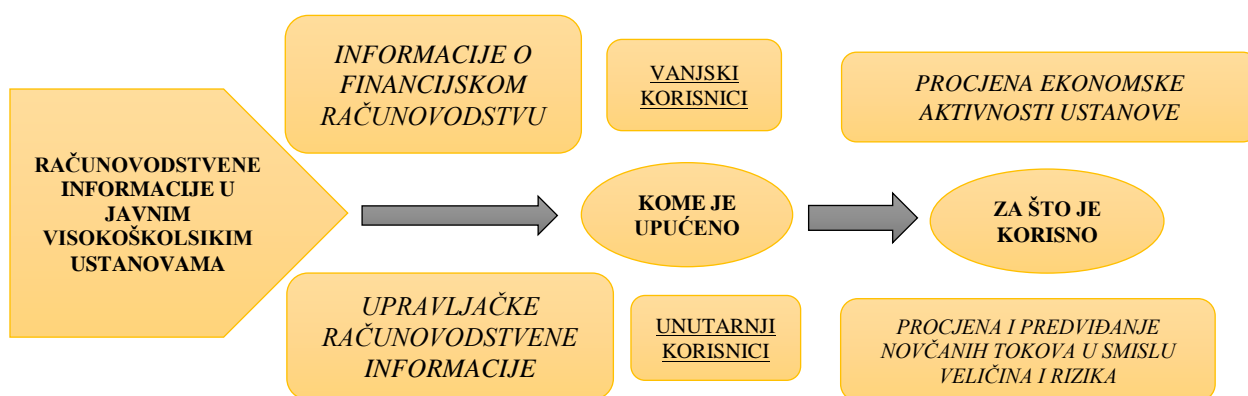 RAČUNOVODSTVENE
INFORMACIJE U
JAVNIM
VISOKOŠKOLSIKIM
USTANOVAMA
INFORMACIJE O
FINANCIJSKOM
RAČUNOVODSTVU
VANJSKI
KORISNICI
PROCJENA EKONOMSKE
AKTIVNOSTI USTANOVE
KOME JE
UPUĆENO
ZA ŠTO JE
KORISNO
UPRAVLJAČKE
RAČUNOVODSTVENE
INFORMACIJE
UNUTARNJI
KORISNICI
PROCJENA I PREDVIĐANJE
NOVČANIH TOKOVA U SMISLU
VELIČINA I RIZIKA